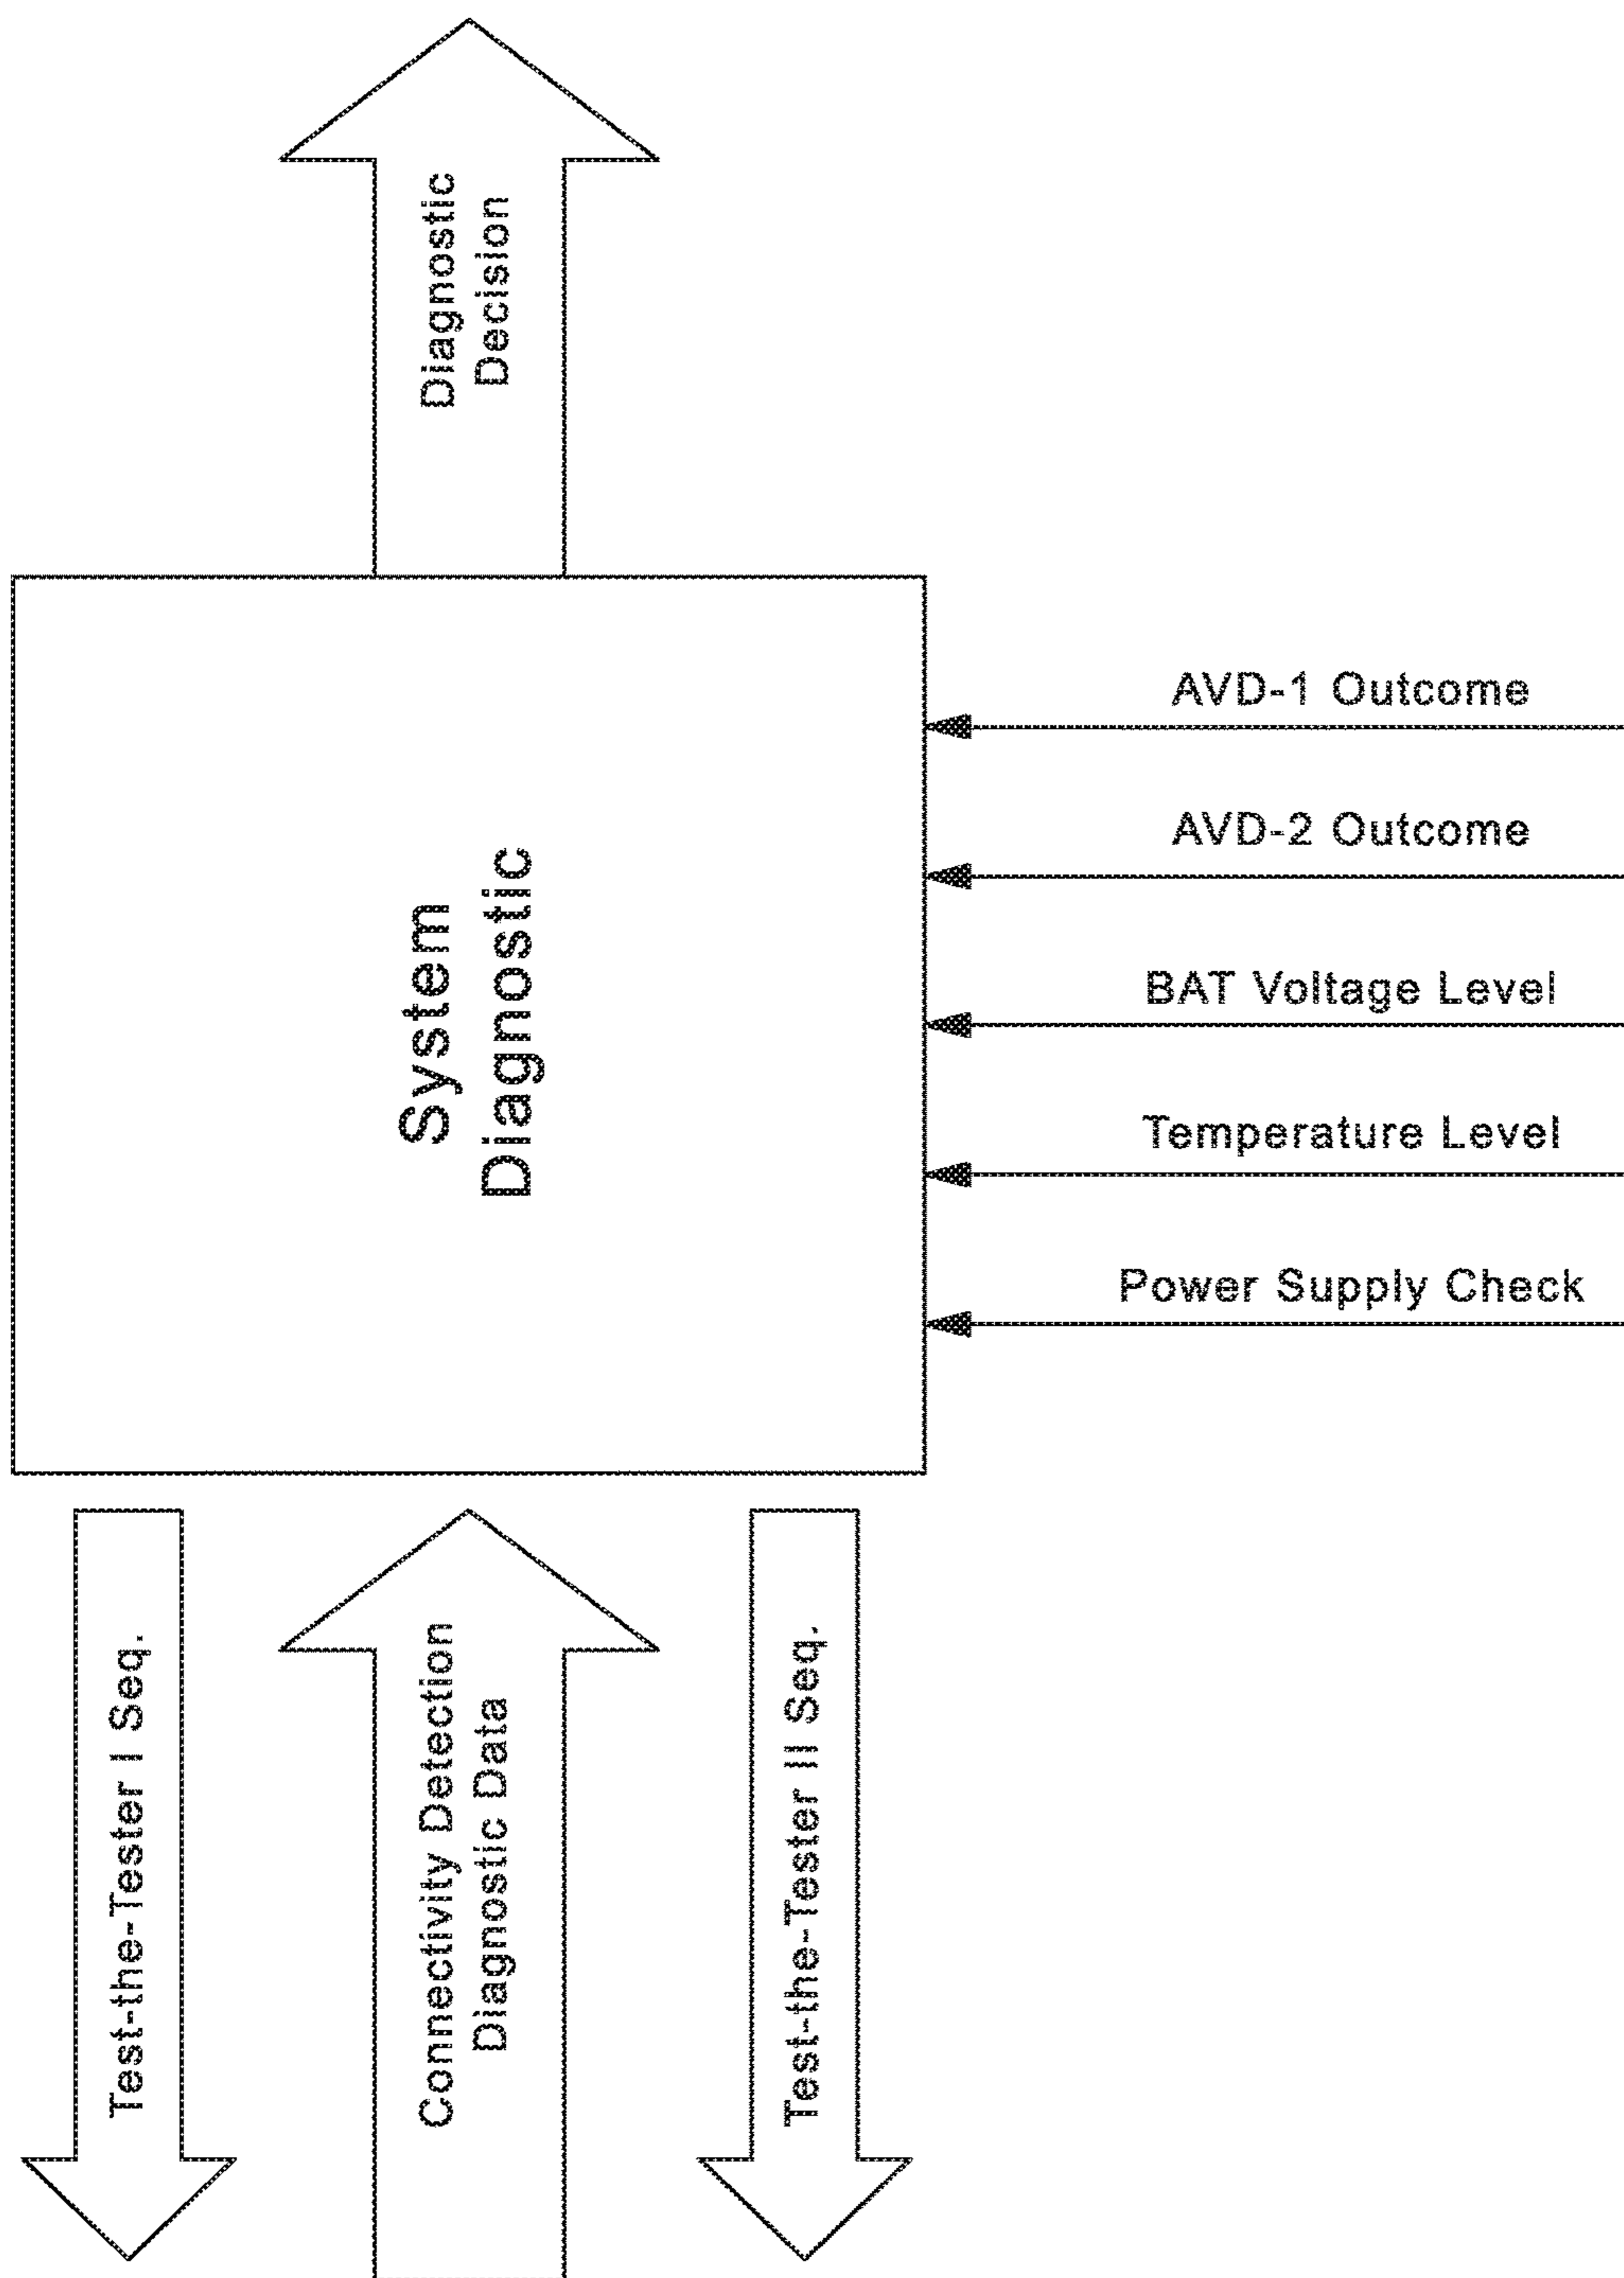 Diagnostic
Decision
System
Diagnostic
AVD-1 Outcome
AVD-2 Outcome
BAT Voltage Level
Temperature Level
Power Supply Check
Test-the-Tester I Seq.
Connectivity Detection
Diagnostic Data
Test-the-Tester II Seq.